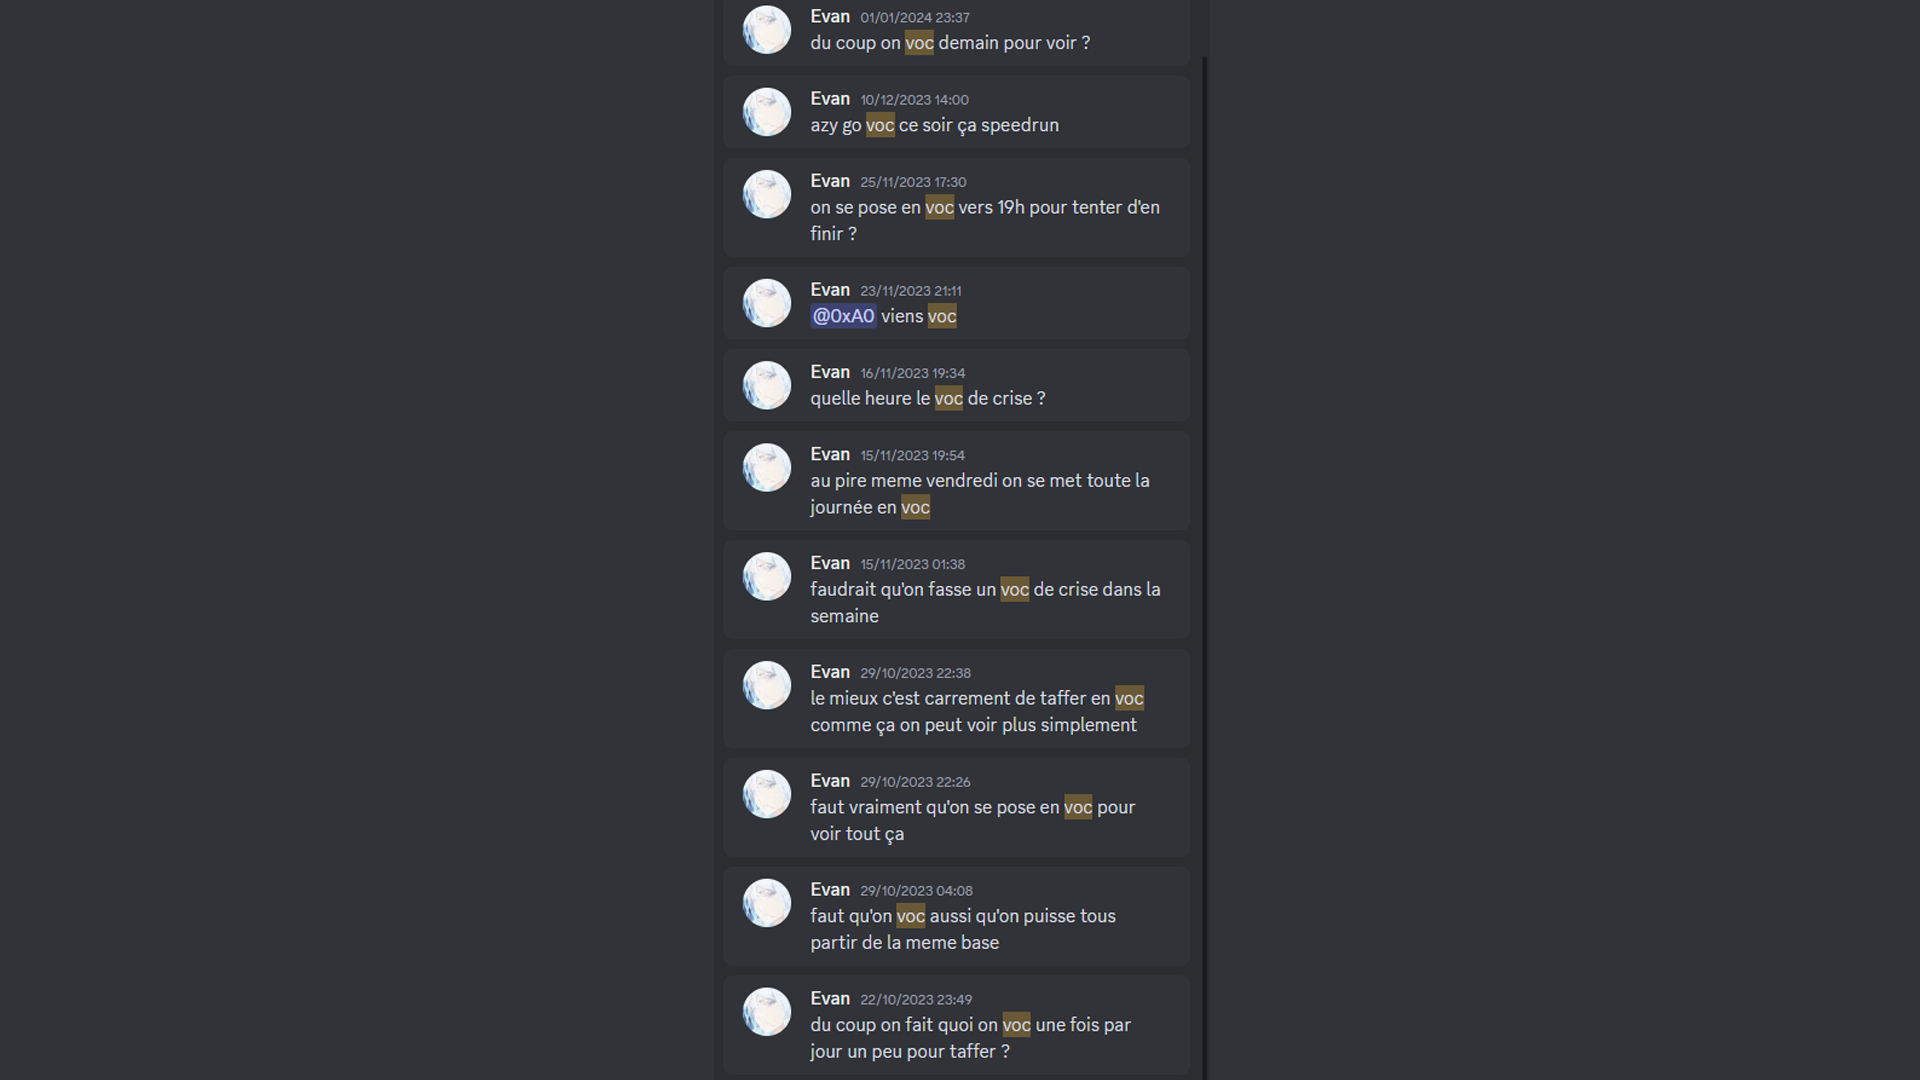 Evan 01/01/2024 23:37
du coup on voc demain pour voir ?
Evan 10/12/2023 14:00
azy go voc ce soir ça speedrun
Evan 25/11/2023 17:30
on se pose en voc vers 19h pour tenter d'en
finir ?
Evan 23/11/2023 21:11
@0xA0 viens voc
Evan 16/11/2023 19:34
quelle heure le voc de crise ?
Evan 15/11/2023 19:54
au pire meme vendredi on se met toute la
journée en voc
Evan 15/11/2023 01:38
faudrait qu'on fasse un voc de crise dans la
semaine
Evan 29/10/2023 22:38
le mieux c'est carrement de taffer en voc
comme ça on peut voir plus simplement
Evan 29/10/2023 22:26
faut vraiment qu'on se pose en voc pour
voir tout ça
Evan 29/10/2023 04:08
faut qu'on voc aussi qu'on puisse tous
partir de la meme base
Evan 22/10/2023 23:49
du coup on fait quoi on voc une fois par
jour un peu pour taffer ?